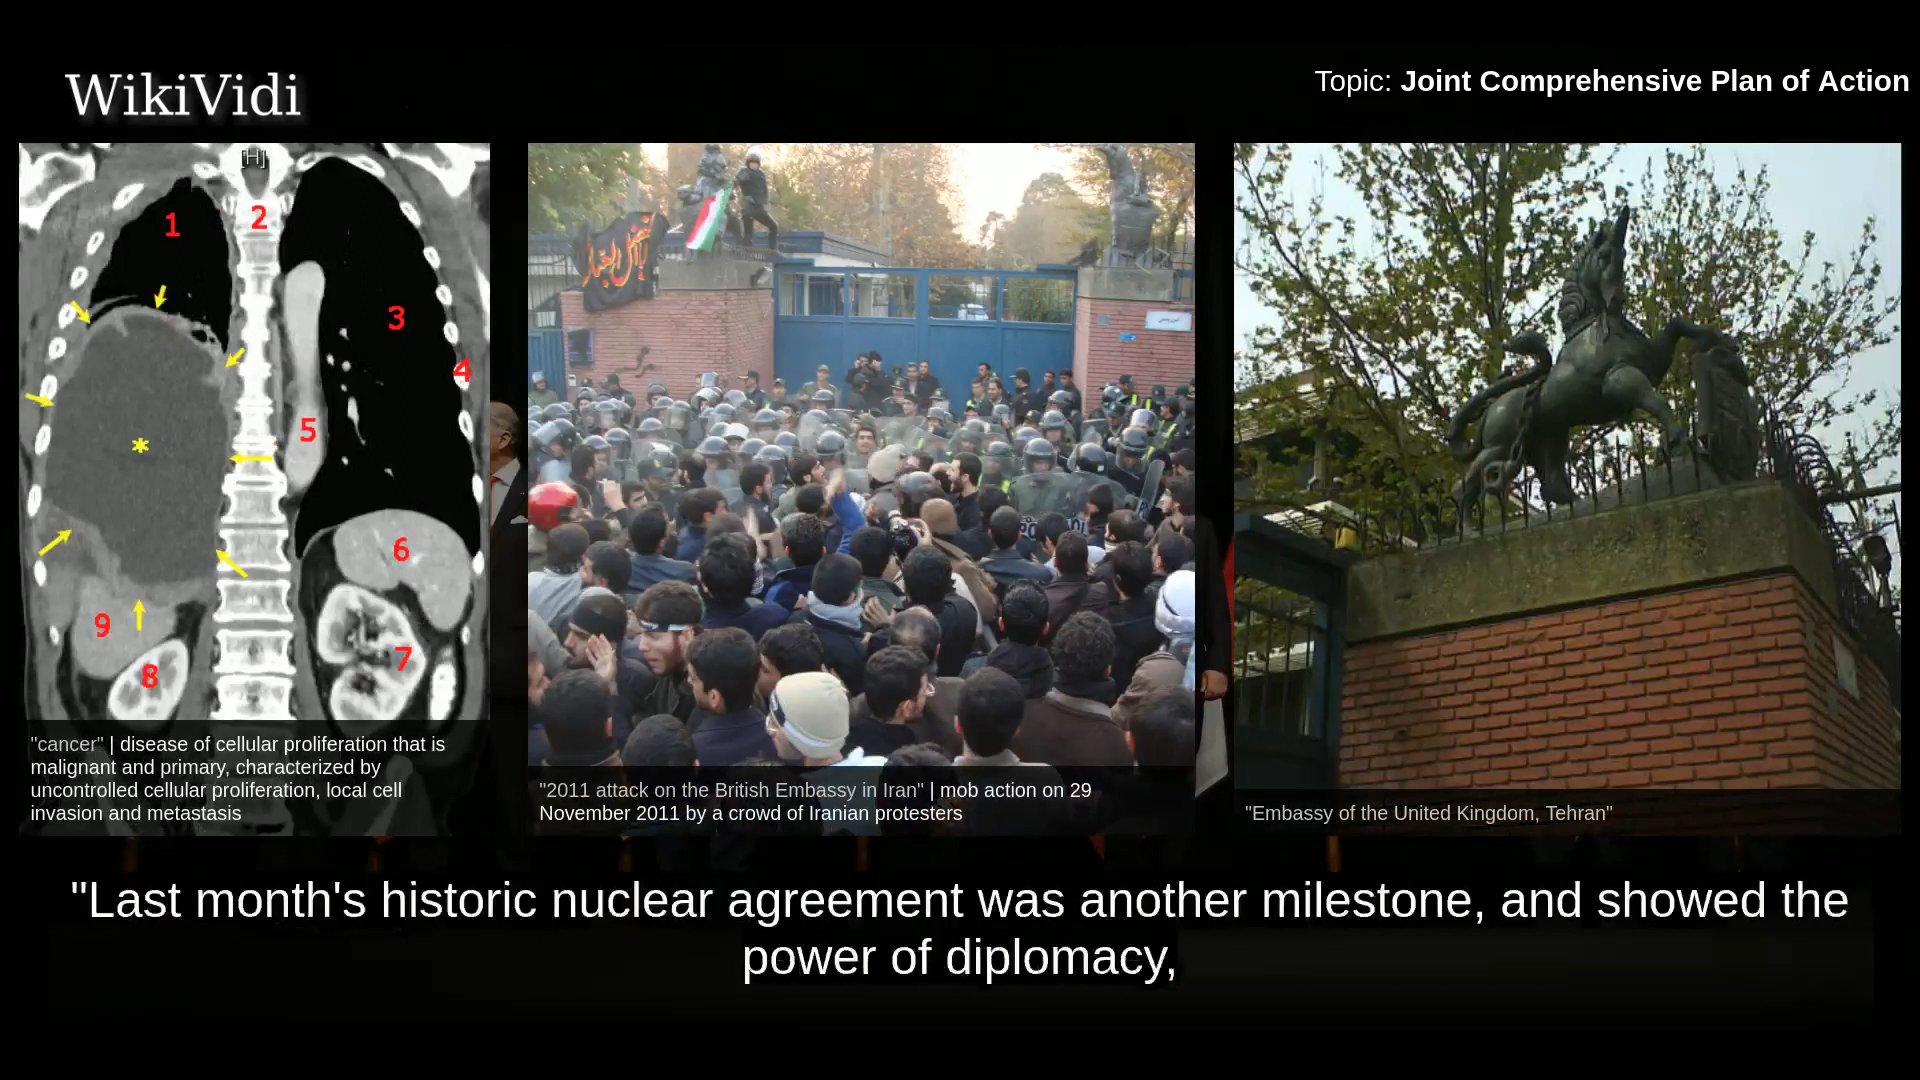 WikiVidi
Topic: Joint Comprehensive Plan of Action
[H]
1
2
3
4
5
*
6
7
8
9
"cancer" | disease of cellular proliferation that is
malignant and primary, characterized by
uncontrolled cellular proliferation, local cell
invasion and metastasis
"2011 attack on the British Embassy in Iran" | mob action on 29
November 2011 by a crowd of Iranian protesters
"Embassy of the United Kingdom, Tehran"
"Last month's historic nuclear agreement was another milestone, and showed the
power of diplomacy,